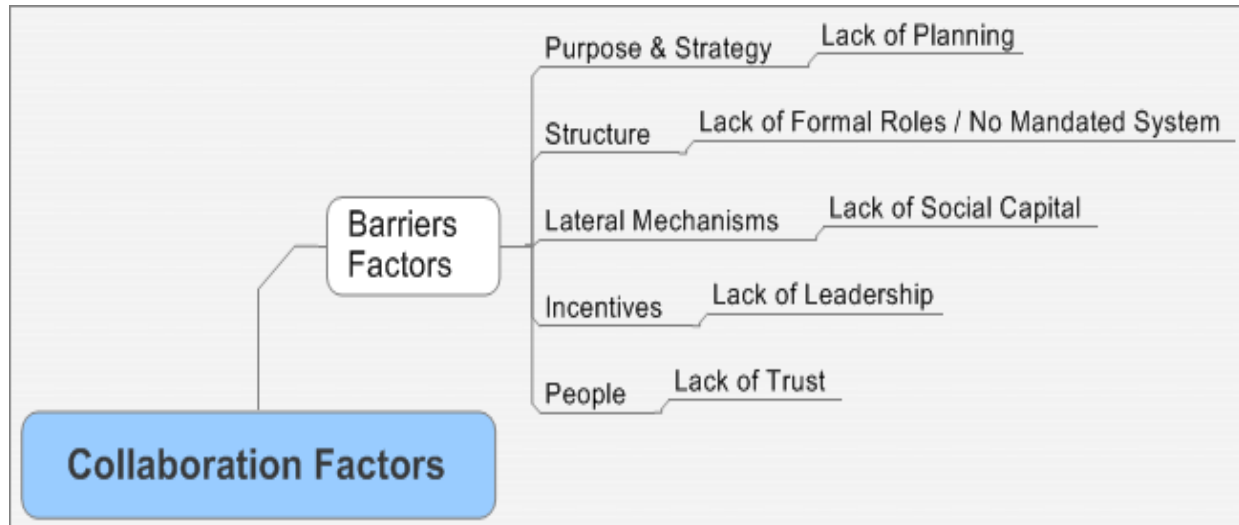 Purpose & Strategy
Lack of Planning
Structure
Lack of Formal Roles / No Mandated System
Barriers
Factors
Lateral Mechanisms
Lack of Social Capital
Incentives
Lack of Leadership
People
Lack of Trust
Collaboration Factors